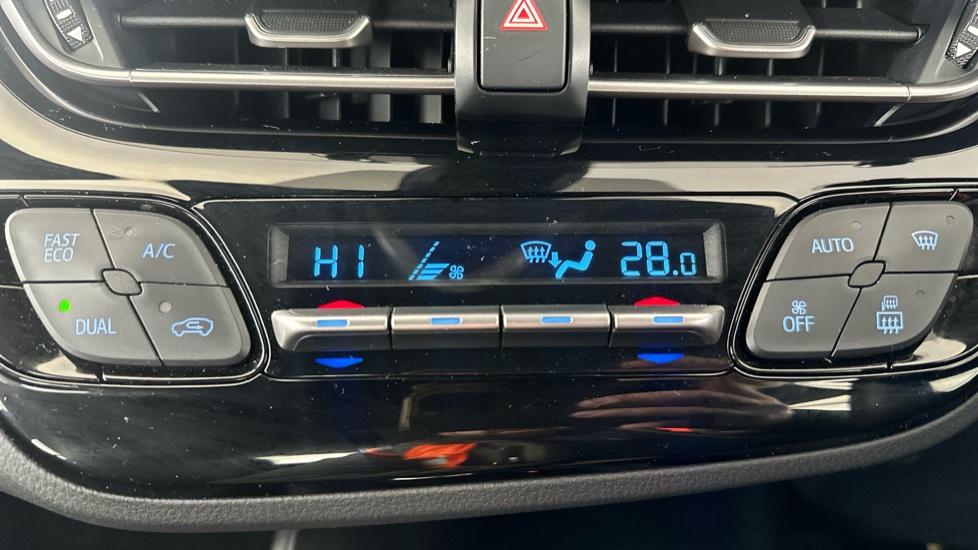 FAST
ECO
A/C
DUAL
HI
28.0
AUTO
OFF